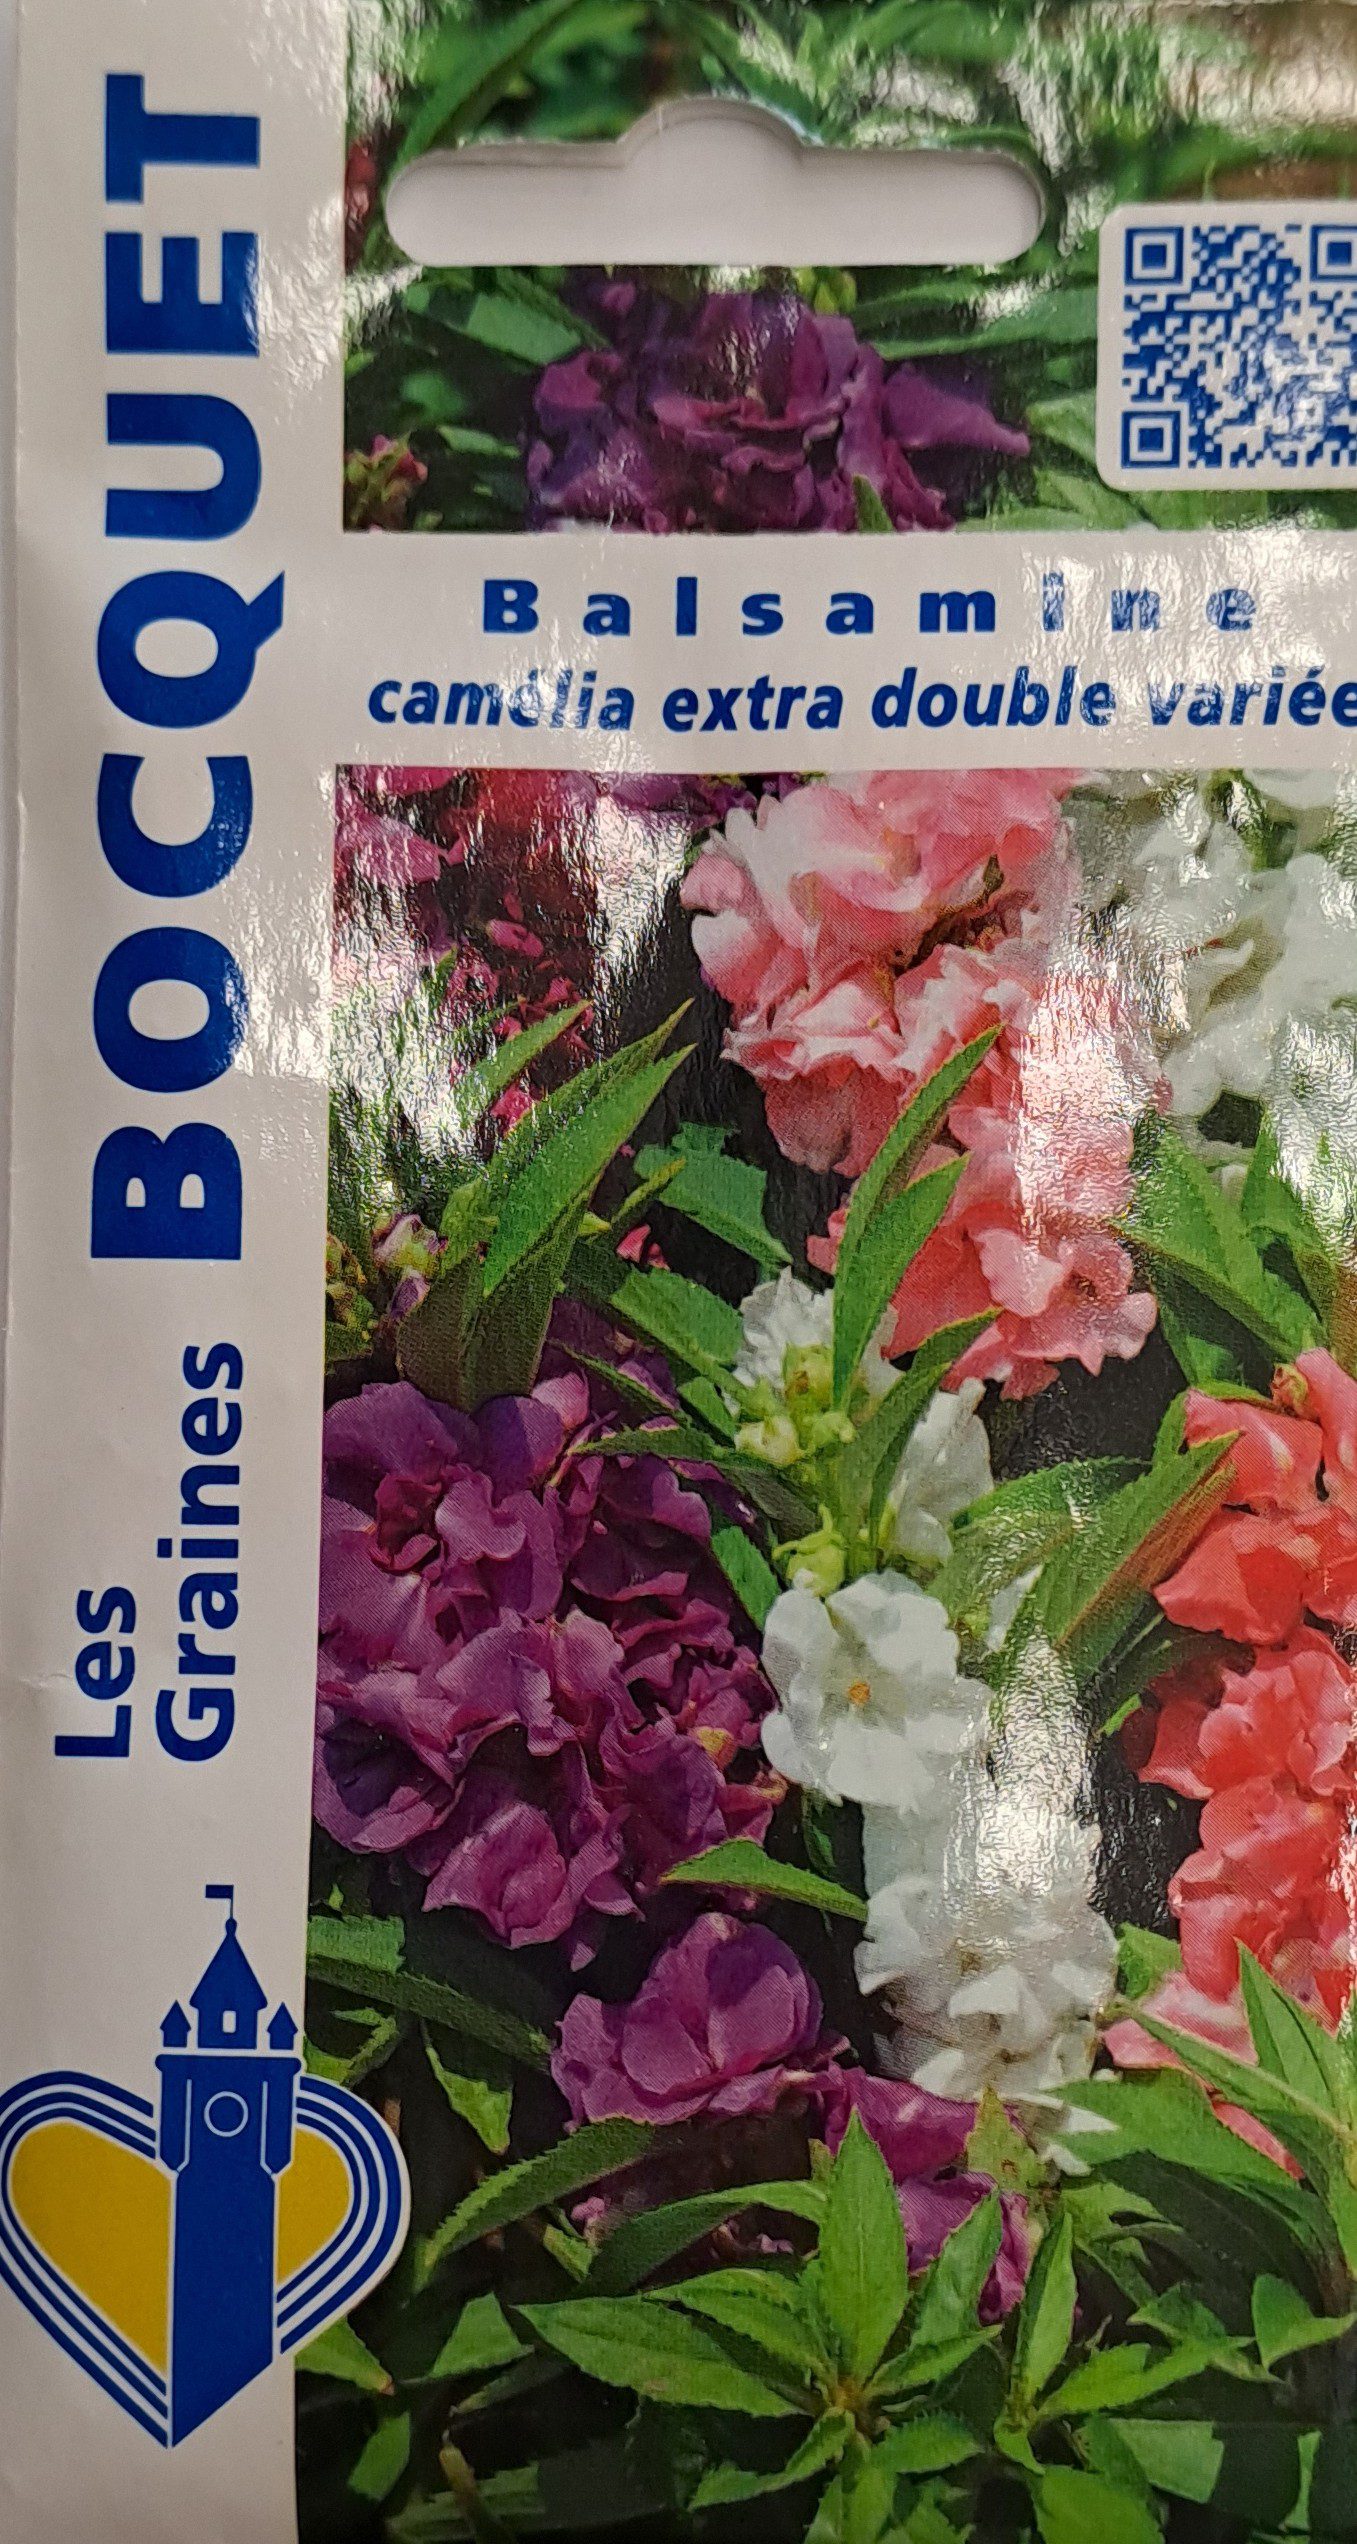 Les
Graines
BOCQUET
Balsamine
camélia extra double variée